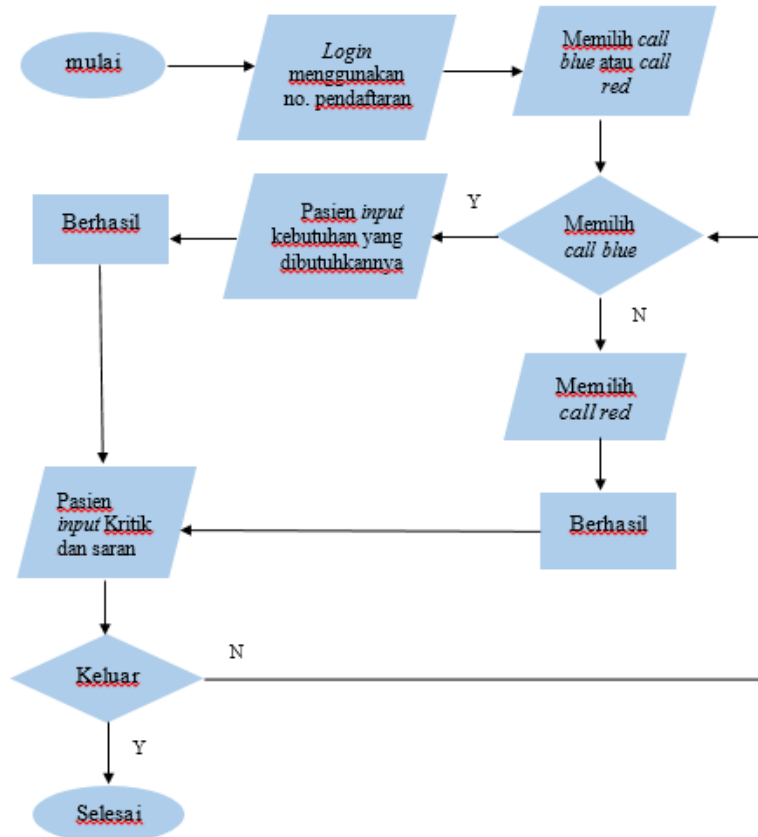 mulai
Login
menggunakan
no. pendaftaran
Memilih call
blue atau call
red
Memilih
call blue
Y
Pasien input
kebutuhan yang
dibutuhkannya
Berhasil
N
Memilih
call red
Berhasil
Pasien
input Kritik
dan saran
Keluar
N
Y
Selesai